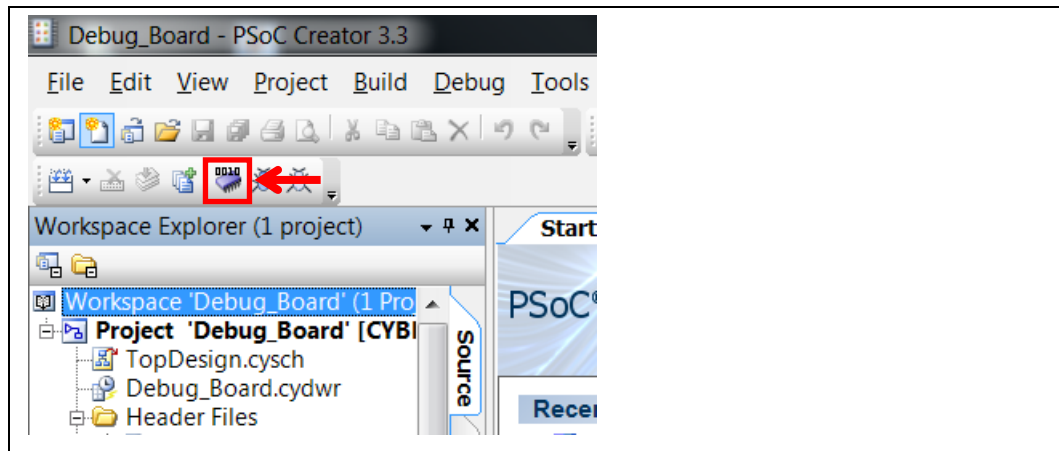 Debug_Board - PSoC Creator 3.3
File Edit View Project Build Debug Tools
0010
Workspace Explorer (1 project)
Start
Workspace 'Debug_Board' (1 Pro
PSoC®
Project 'Debug_Board' [CYBl
TopDesign.cysch
Debug_Board.cydwr
Header Files
Source
Recen